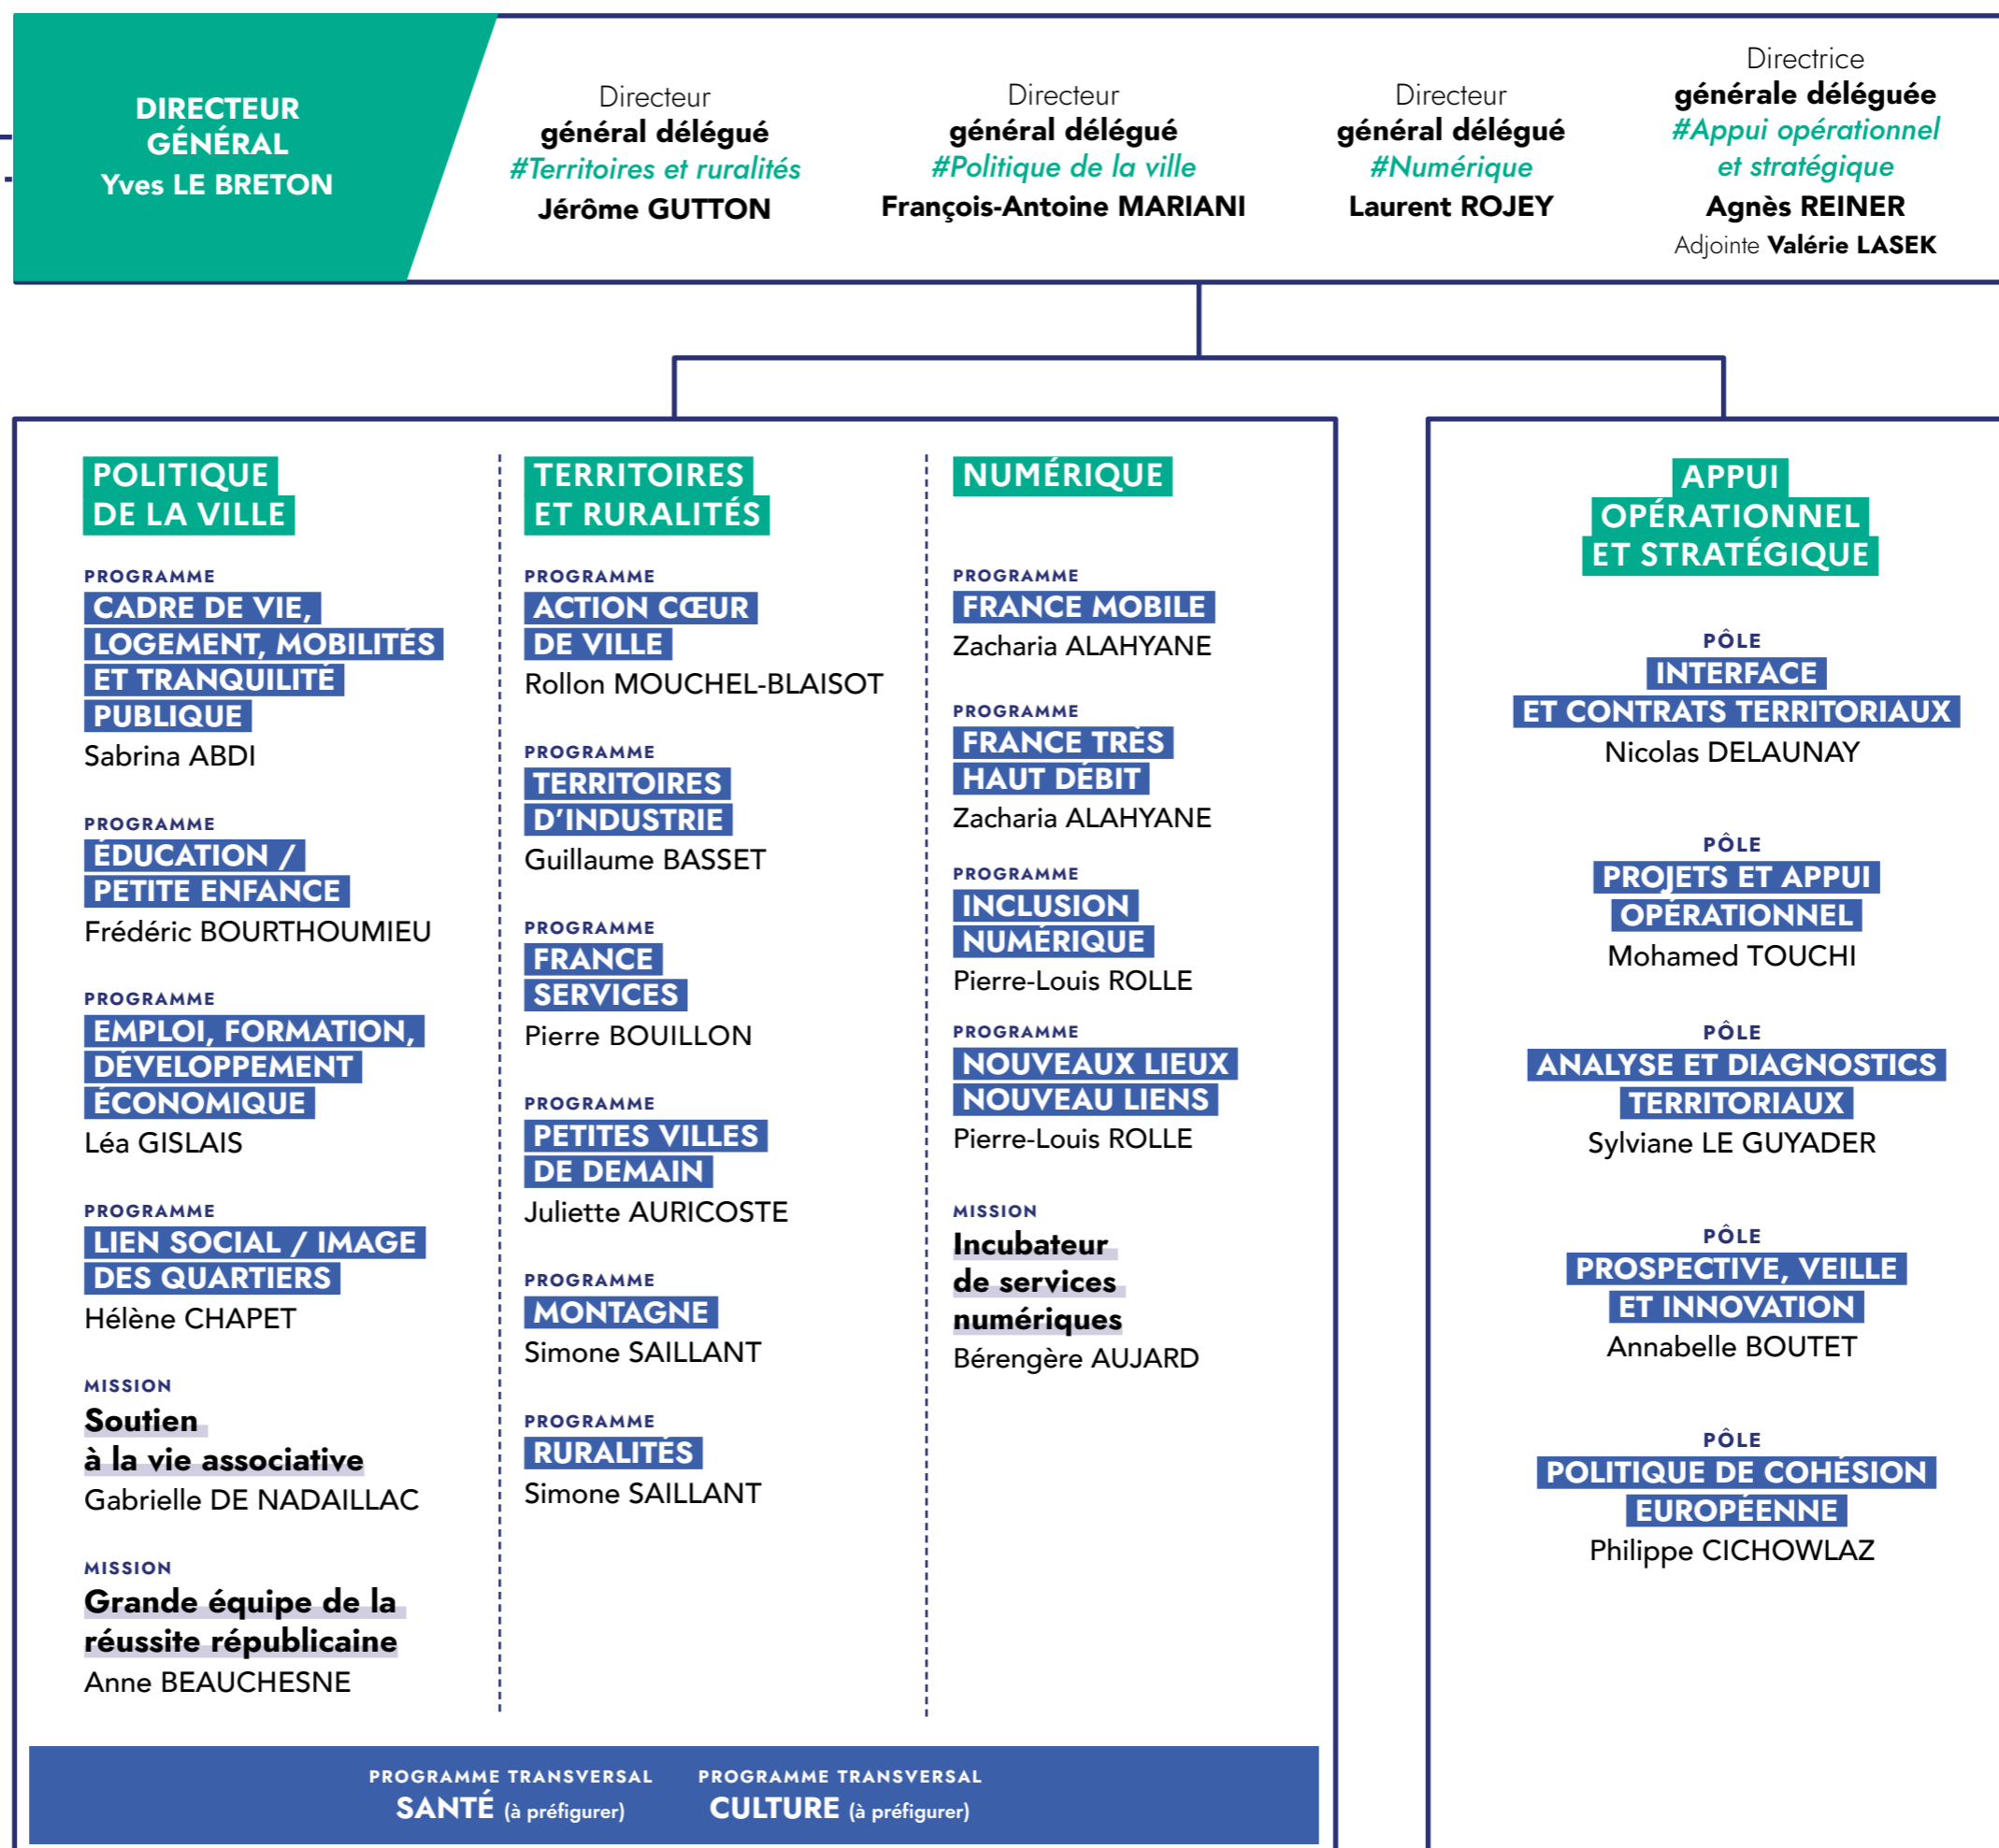 DIRECTEUR
GÉNÉRAL
Yves LE BRETON
Directeur
général délégué
#Territoires et ruralités
Jérôme GUTTON
Directeur
général délégué
#Politique de la ville
François-Antoine MARIANI
Directeur
général délégué
#Numérique
Laurent ROJEY
Directrice
générale déléguée
#Appui opérationnel
et stratégique
Agnès REINER
Adjointe Valérie LASEK
POLITIQUE
DE LA VILLE
PROGRAMME
CADRE DE VIE,
LOGEMENT, MOBILITÉS
ET TRANQUILITÉ
PUBLIQUE
Sabrina ABDI
PROGRAMME
ÉDUCATION /
PETITE ENFANCE
Frédéric BOURTHOUMIEU
PROGRAMME
EMPLOI, FORMATION,
DÉVELOPPEMENT
ÉCONOMIQUE
Léa GISLAIS
PROGRAMME
LIEN SOCIAL / IMAGE
DES QUARTIERS
Hélène CHAPET
MISSION
Soutien
à la vie associative
Gabrielle DE NADAILLAC
MISSION
Grande équipe de la
réussite républicaine
Anne BEAUCHESNE
TERRITOIRES
ET RURALITÉS
PROGRAMME
ACTION CŒUR
DE VILLE
Rollon MOUCHEL-BLAISOT
PROGRAMME
TERRITOIRES
D'INDUSTRIE
Guillaume BASSET
PROGRAMME
FRANCE
SERVICES
Pierre BOUILLON
PROGRAMME
PETITES VILLES
DE DEMAIN
Juliette AURICOSTE
PROGRAMME
MONTAGNE
Simone SAILLANT
PROGRAMME
RURALITÉS
Simone SAILLANT
NUMÉRIQUE
PROGRAMME
FRANCE MOBILE
Zacharia ALAHYANE
PROGRAMME
FRANCE TRÈS
HAUT DÉBIT
Zacharia ALAHYANE
PROGRAMME
INCLUSION
NUMÉRIQUE
Pierre-Louis ROLLE
PROGRAMME
NOUVEAUX LIEUX
NOUVEAU LIENS
Pierre-Louis ROLLE
MISSION
Incubateur
de services
numériques
Bérengère AUJARD
PROGRAMME TRANSVERSAL
SANTÉ (à préfigurer)
PROGRAMME TRANSVERSAL
CULTURE (à préfigurer)
APPUI
OPÉRATIONNEL
ET STRATÉGIQUE
PÔLE
INTERFACE
ET CONTRATS TERRITORIAUX
Nicolas DELAUNAY
PÔLE
PROJETS ET APPUI
OPÉRATIONNEL
Mohamed TOUCHI
PÔLE
ANALYSE ET DIAGNOSTICS
TERRITORIAUX
Sylviane LE GUYADER
PÔLE
PROSPECTIVE, VEILLE
ET INNOVATION
Annabelle BOUTET
PÔLE
POLITIQUE DE COHÉSION
EUROPÉENNE
Philippe CICHOWLAZ